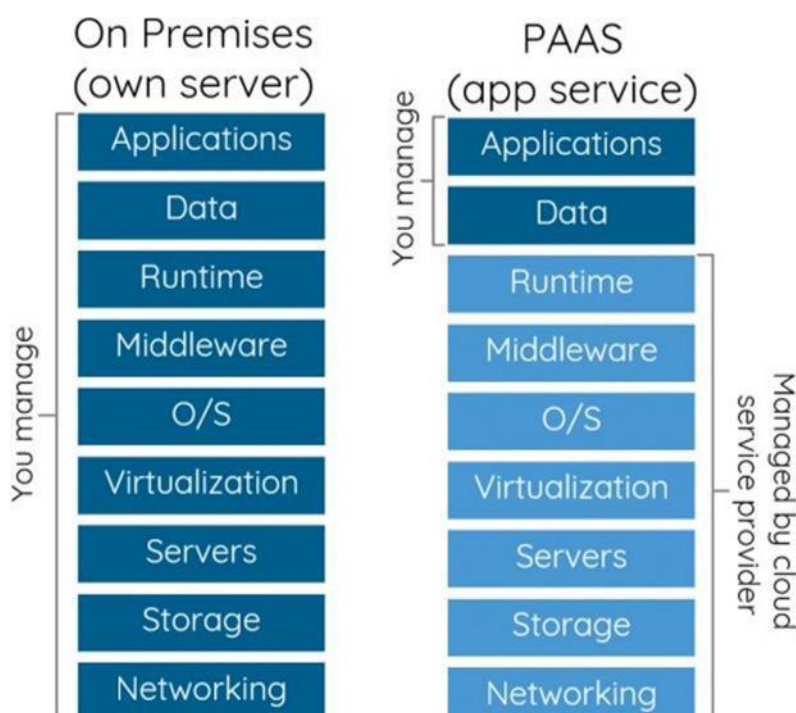 On Premises
(own server)
You manage
Applications
Data
Runtime
Middleware
O/S
Virtualization
Servers
Storage
Networking
PAAS
(app service)
You manage
Applications
Data
Runtime
Middleware
O/S
Virtualization
Servers
Storage
Networking
Managed by cloud
service provider